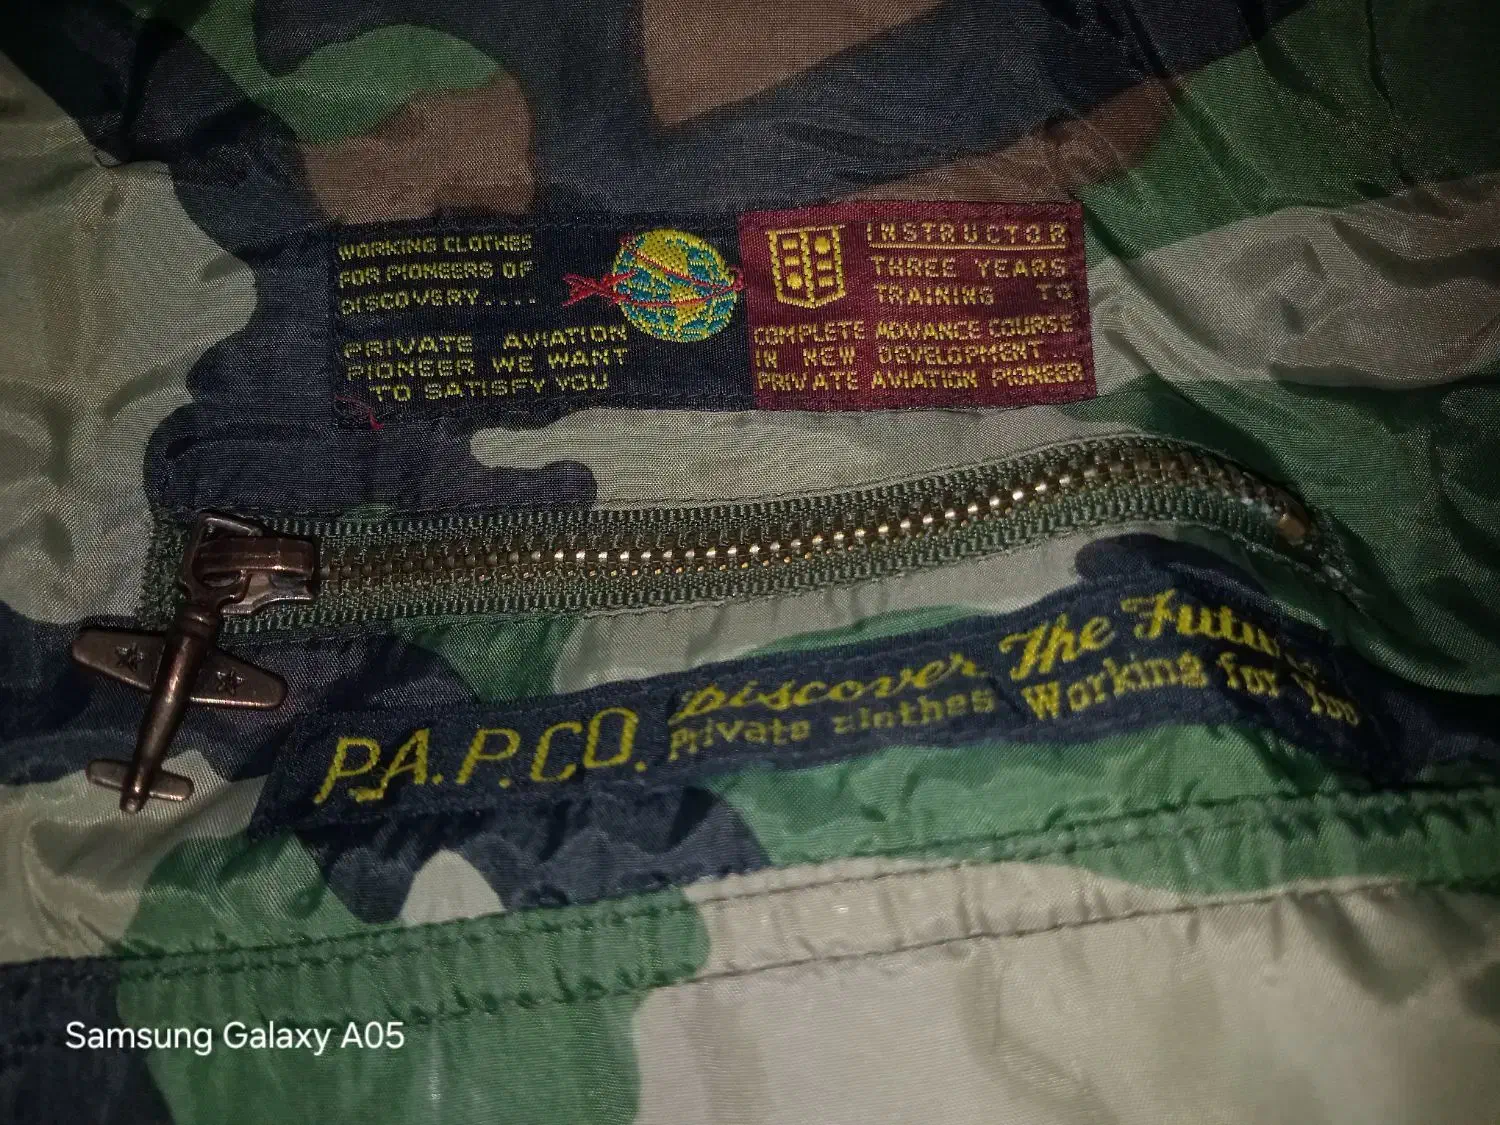 WORKING CLOTHES
FOR PIONEERS OF
DISCOVERY....
PRIVATE AVIATION
PIONEER WE WANT
TO SATISFY YOU
INSTRUCTOR
THREE YEARS
TRAINING TO
COMPLETE ADVANCE COURSE
IN NEW DEVELOPMENT...
PRIVATE AVIATION PIONEER
P.A.P.CO.
Discover The Future
Private clothes Working for You
Samsung Galaxy A05